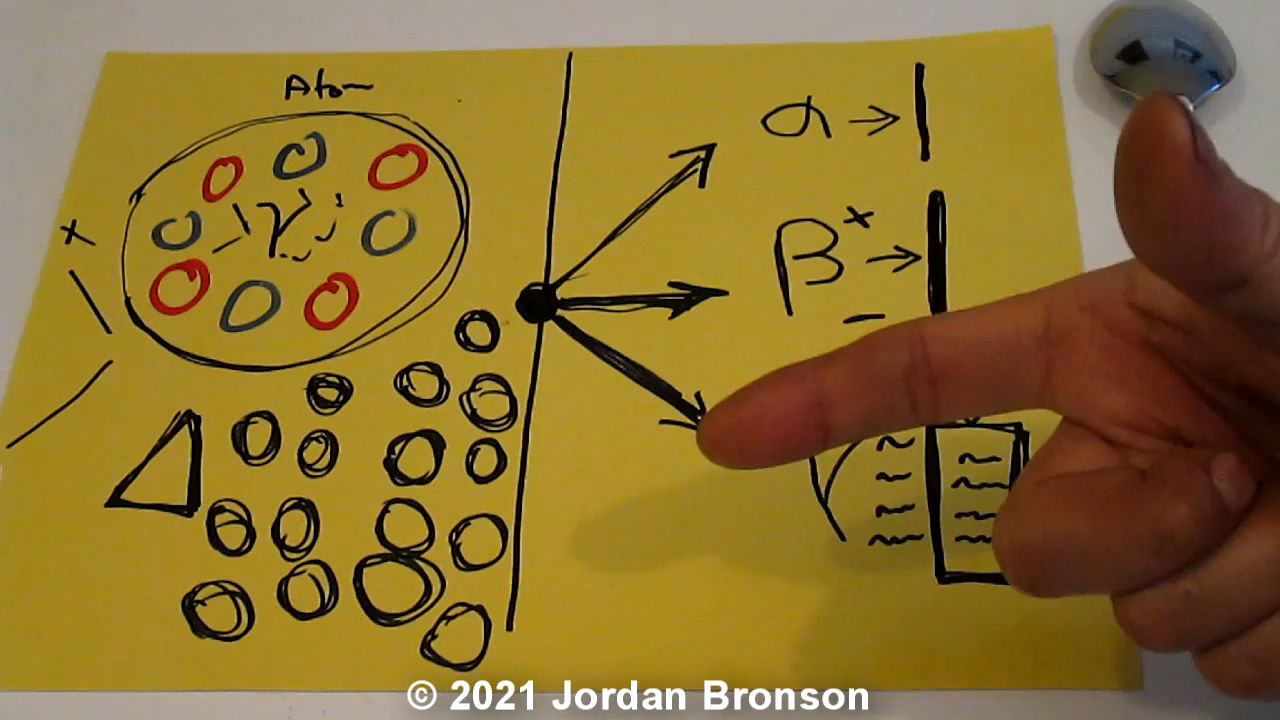 Atom
γ
α →
β+ →
−
© 2021 Jordan Bronson